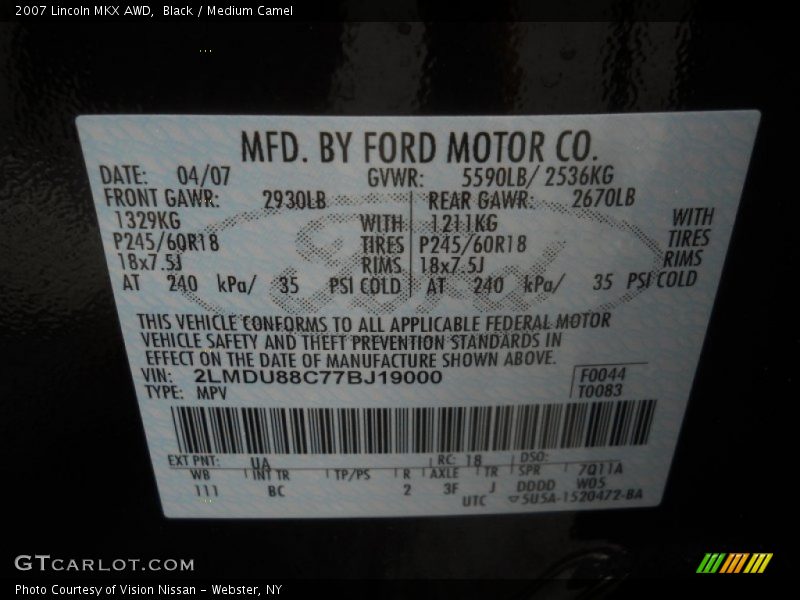 2007 Lincoln MKX AWD,  Black / Medium Camel
MFD. BY FORD MOTOR CO.
DATE: 04/07 GVWR: 5590LB/ 2536KG
FRONT GAWR: 2930LB REAR GAWR: 2670LB
1329KG WITH 1211KG WITH
P245/60R18 TIRES P245/60R18 TIRES
18x7.5J RIMS 18x7.5J RIMS
AT 240 kPa/ 35 PSI COLD AT 240 kPa/ 35 PSI COLD
THIS VEHICLE CONFORMS TO ALL APPLICABLE FEDERAL MOTOR
VEHICLE SAFETY AND THEFT PREVENTION STANDARDS IN
EFFECT ON THE DATE OF MANUFACTURE SHOWN ABOVE.
VIN: 2LMDU88C77BJ19000 F0044
TYPE: MPV T0083
EXT PNT: UA RC: 18 DSO:
WB INT TR TP/PS R AXLE TR SPR 7Q11A
111 BC 2 3F J DDDD W05
UTC 5U5A-1520472-BA
Ford
GTCARLOT.COM
Photo Courtesy of Vision Nissan - Webster, NY